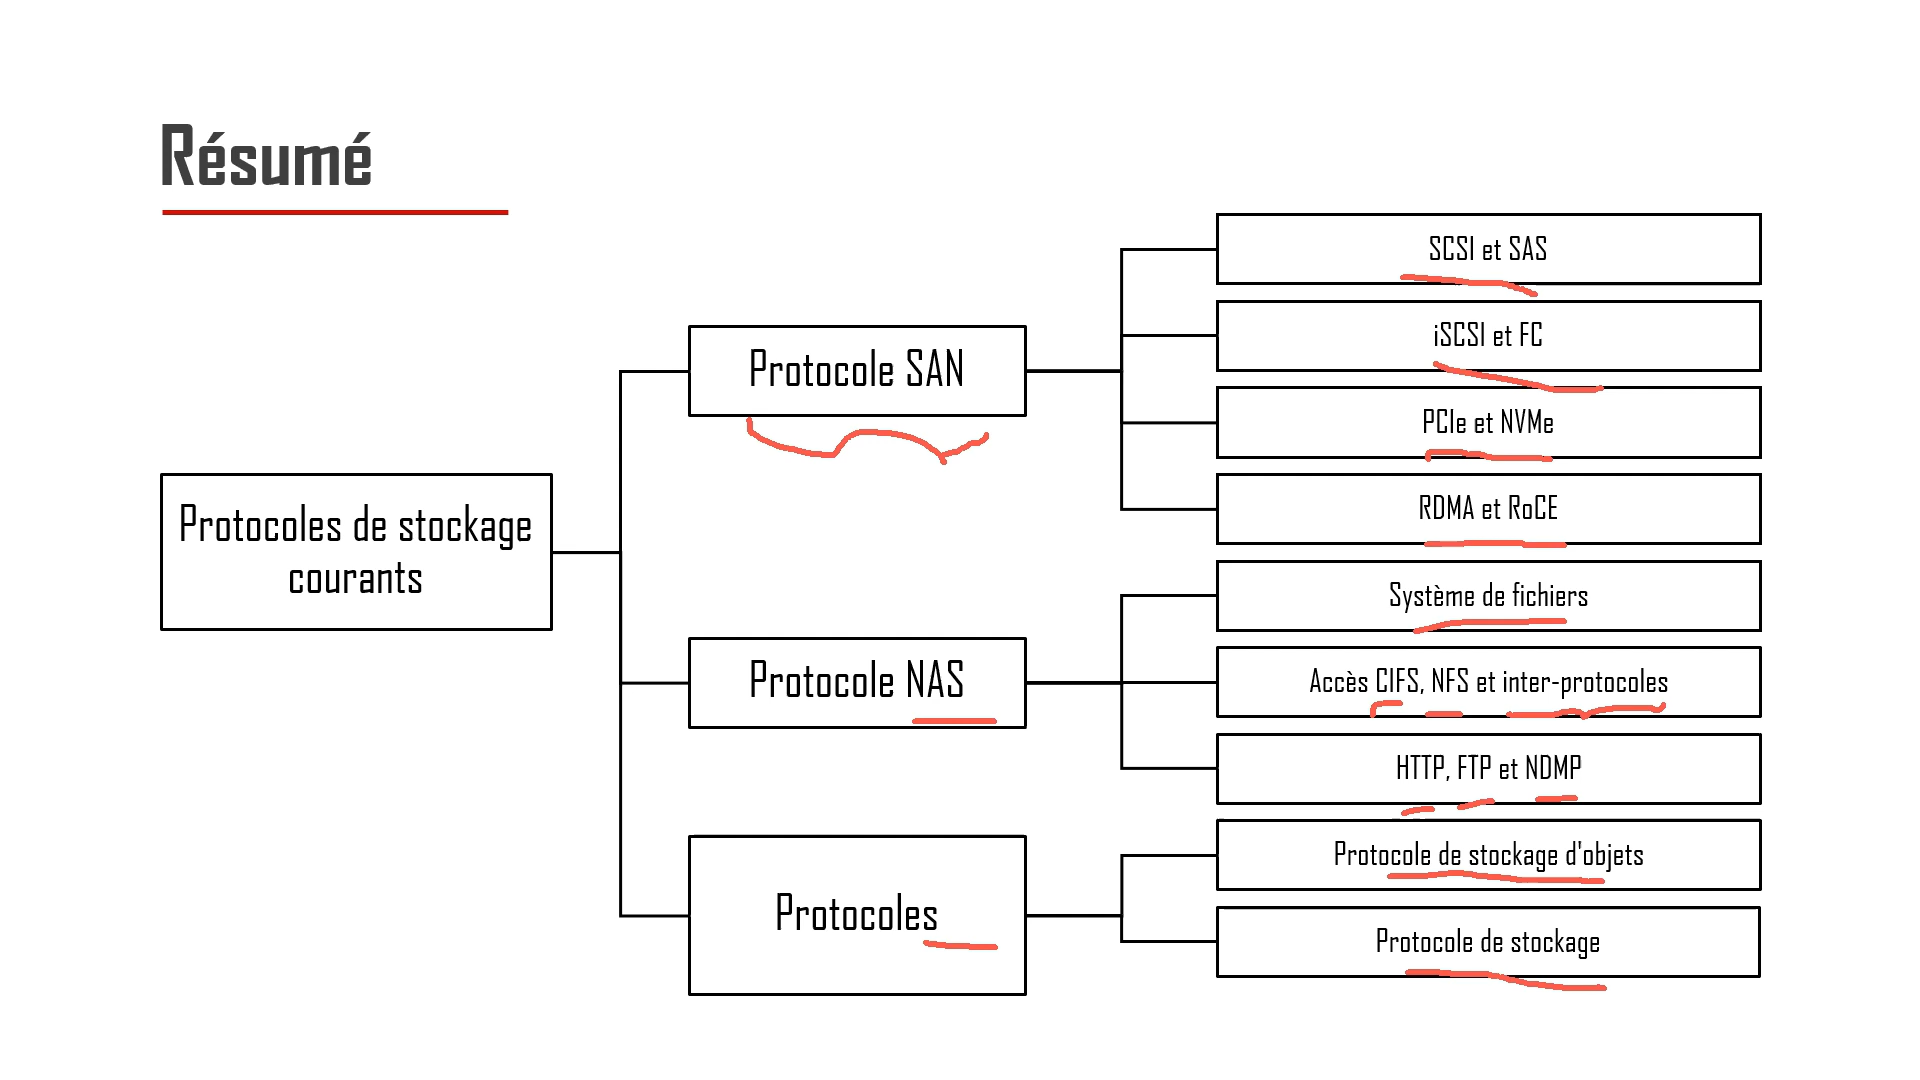 Résumé
Protocoles de stockage
courants
Protocole SAN
SCSI et SAS
iSCSI et FC
PCIe et NVMe
RDMA et RoCE
Protocole NAS
Système de fichiers
Accès CIFS, NFS et inter-protocoles
HTTP, FTP et NDMP
Protocoles
Protocole de stockage d'objets
Protocole de stockage